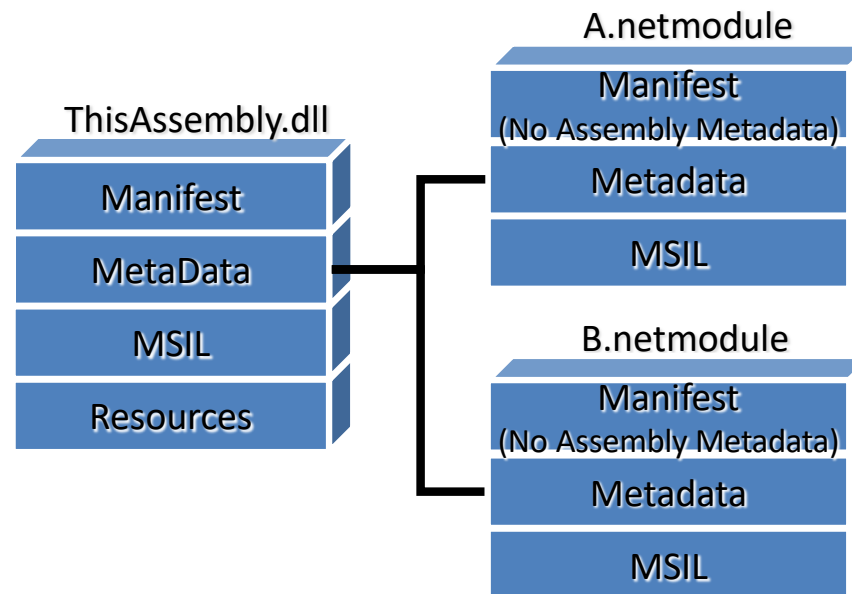 ThisAssembly.dll
Manifest
MetaData
MSIL
Resources
A.netmodule
Manifest
(No Assembly Metadata)
Metadata
MSIL
B.netmodule
Manifest
(No Assembly Metadata)
Metadata
MSIL